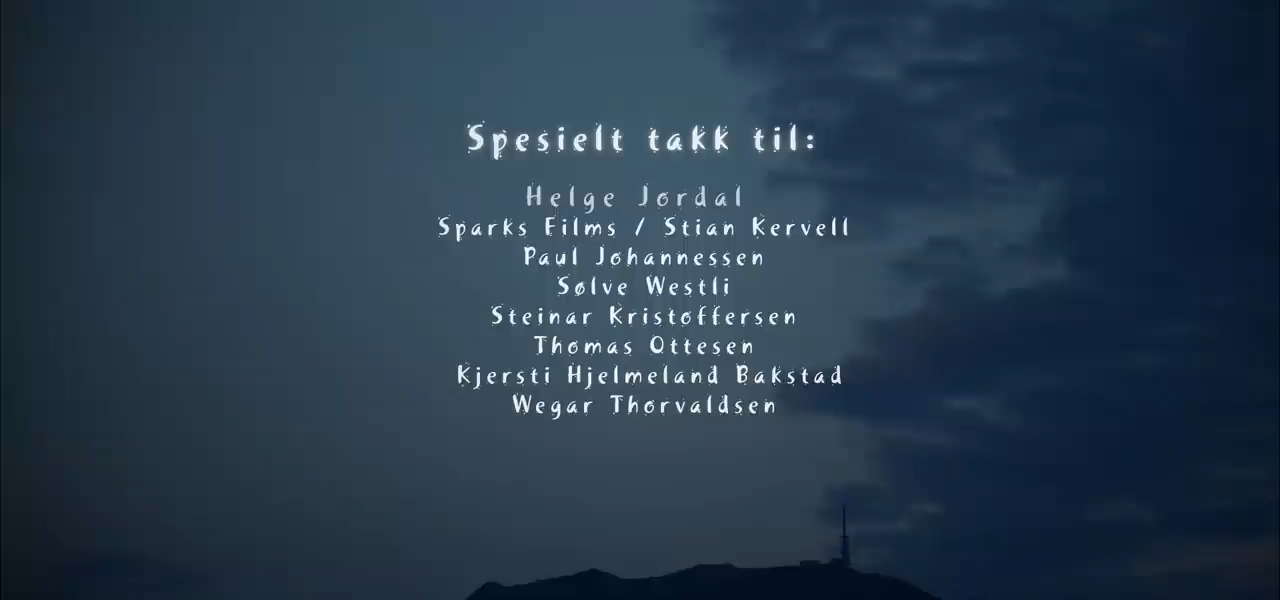 Spesielt takk til:
Helge Jordal
Sparks Films / Stian Kervell
Paul Johannessen
Sølve Westli
Steinar Kristoffersen
Thomas Ottesen
Kjersti Hjelmeland Bakstad
Wegar Thorvaldsen